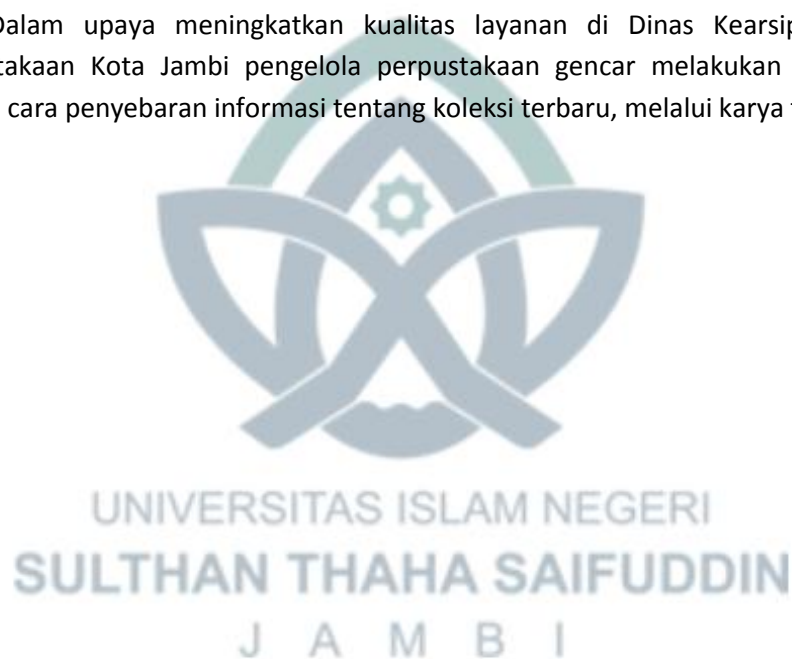 Dalam upaya meningkatkan kualitas layanan di Dinas Kearsip
takaan Kota Jambi pengelola perpustakaan gencar melakukan
cara penyebaran informasi tentang koleksi terbaru, melalui karya
UNIVERSITAS ISLAM NEGERI
SULTHAN THAHA SAIFUDDIN
J A M B I